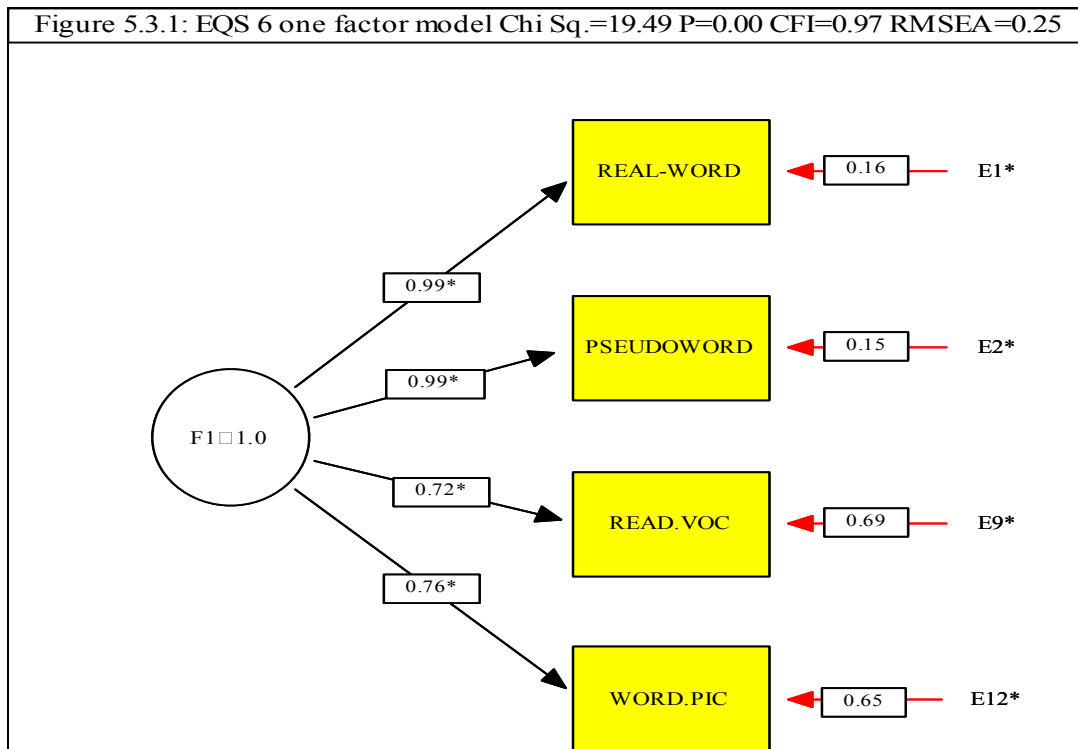 Figure 5.3.1: EQS 6 one factor model Chi Sq.=19.49 P=0.00 CFI=0.97 RMSEA=0.25
REAL-WORD
0.16
E1*
0.99*
PSEUDOWORD
0.15
E2*
0.99*
F1□1.0
0.72*
READ.VOC
0.69
E9*
0.76*
WORD.PIC
0.65
E12*